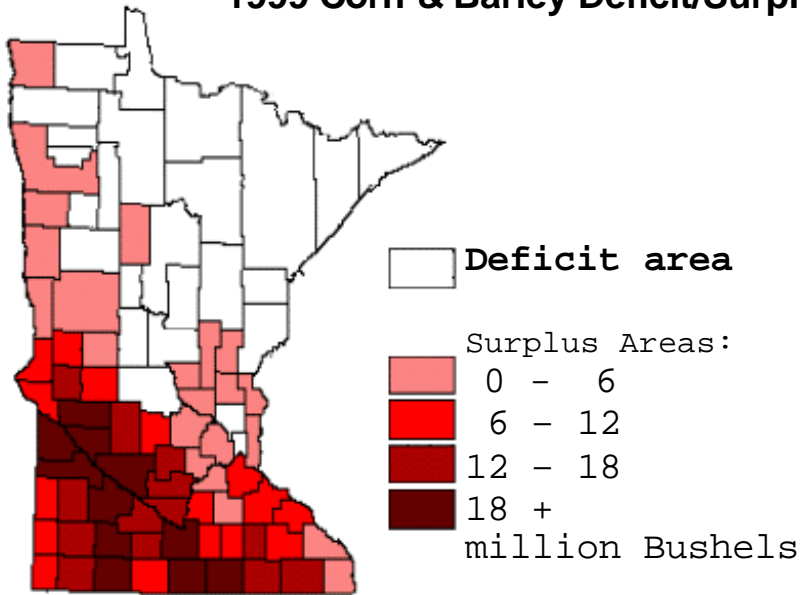 1999 Corn & Barley Deficit/Surpl
Deficit area
Surplus Areas:
0 - 6
6 - 12
12 - 18
18 +
million Bushels